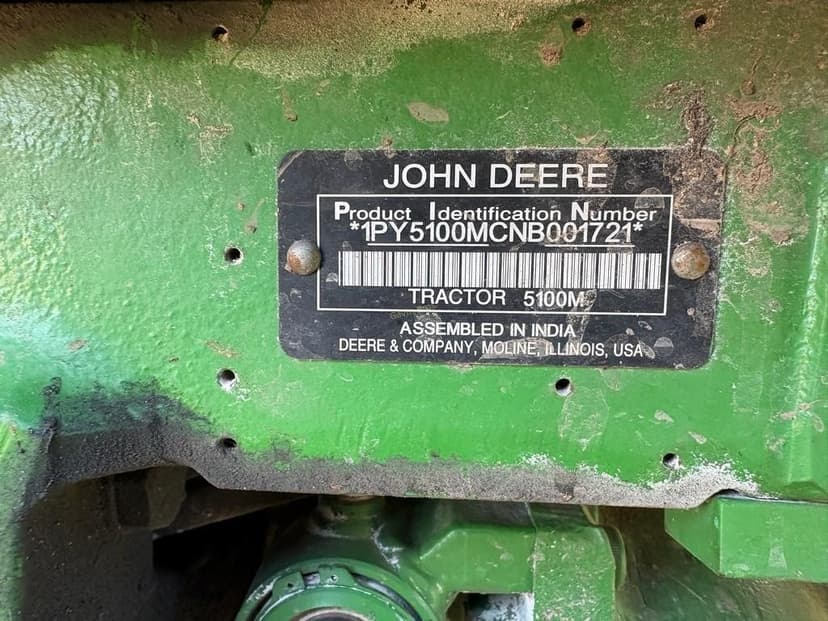 JOHN DEERE
Product Identification Number
*1PY5100MCNB001721*
TRACTOR 5100M
ASSEMBLED IN INDIA
DEERE & COMPANY, MOLINE, ILLINOIS, USA